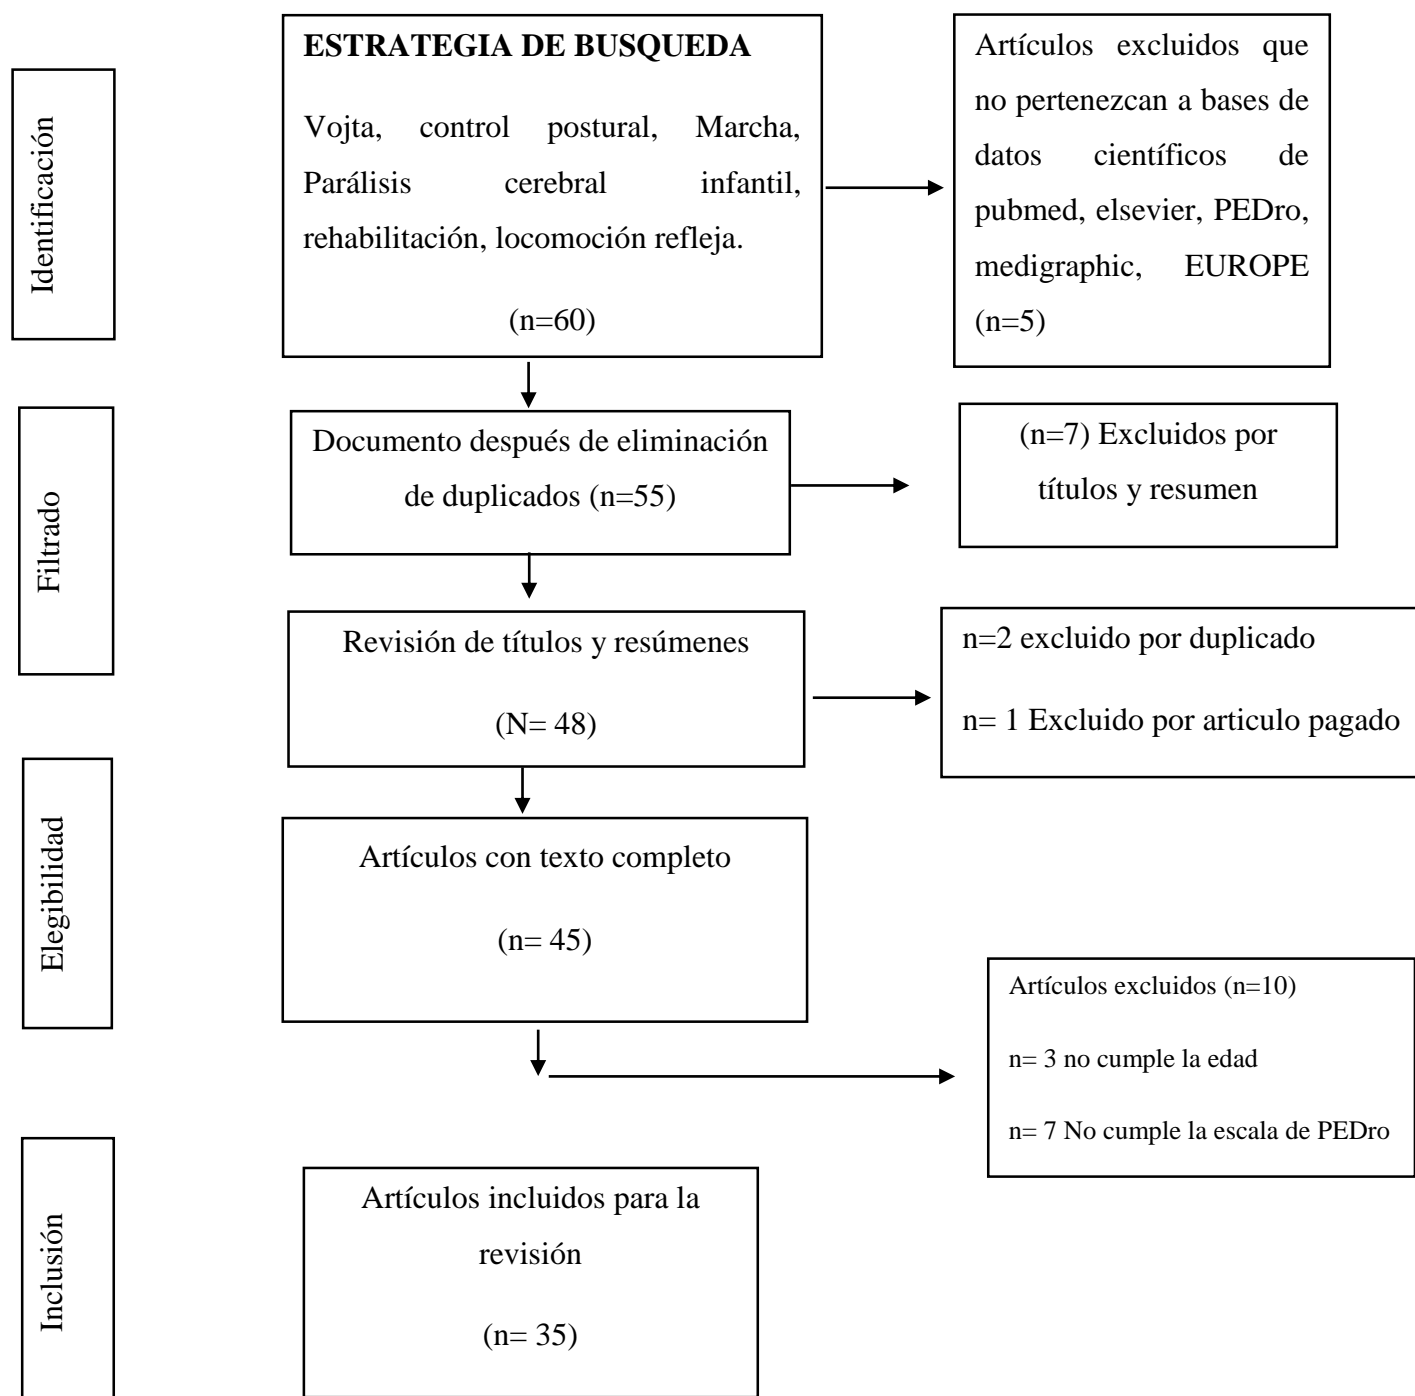 Identificación
ESTRATEGIA DE BUSQUEDA
Vojta, control postural, Marcha,
Parálisis cerebral infantil,
rehabilitación, locomoción refleja.
(n=60)
Artículos excluidos que
no pertenezcan a bases de
datos científicos de
pubmed, elsevier, PEDro,
medigraphic, EUROPE
(n=5)
Filtrado
Documento después de eliminación
de duplicados (n=55)
(n=7) Excluidos por
títulos y resumen
Revisión de títulos y resúmenes
(N= 48)
n=2 excluido por duplicado
n= 1 Excluido por articulo pagado
Elegibilidad
Artículos con texto completo
(n= 45)
Artículos excluidos (n=10)
n= 3 no cumple la edad
n= 7 No cumple la escala de PEDro
Inclusión
Artículos incluidos para la
revisión
(n= 35)